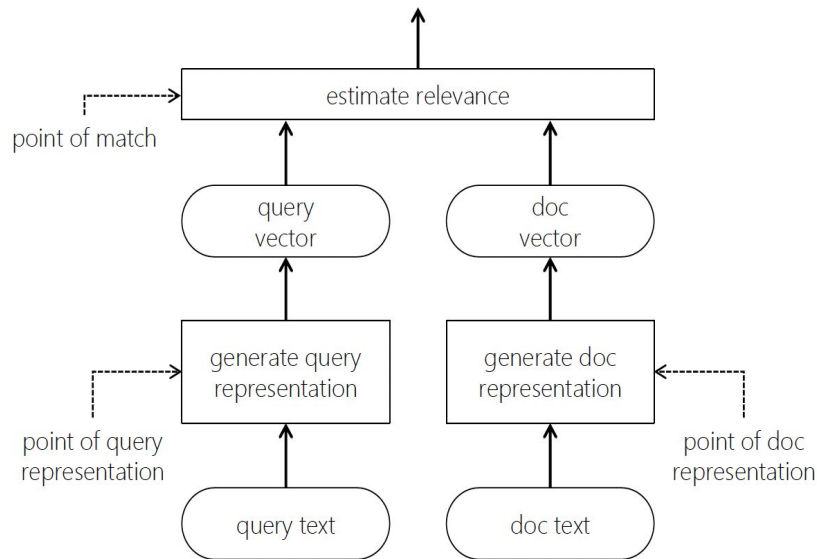 estimate relevance
point of match
query
vector
doc
vector
generate query
representation
generate doc
representation
point of query
representation
point of doc
representation
query text
doc text